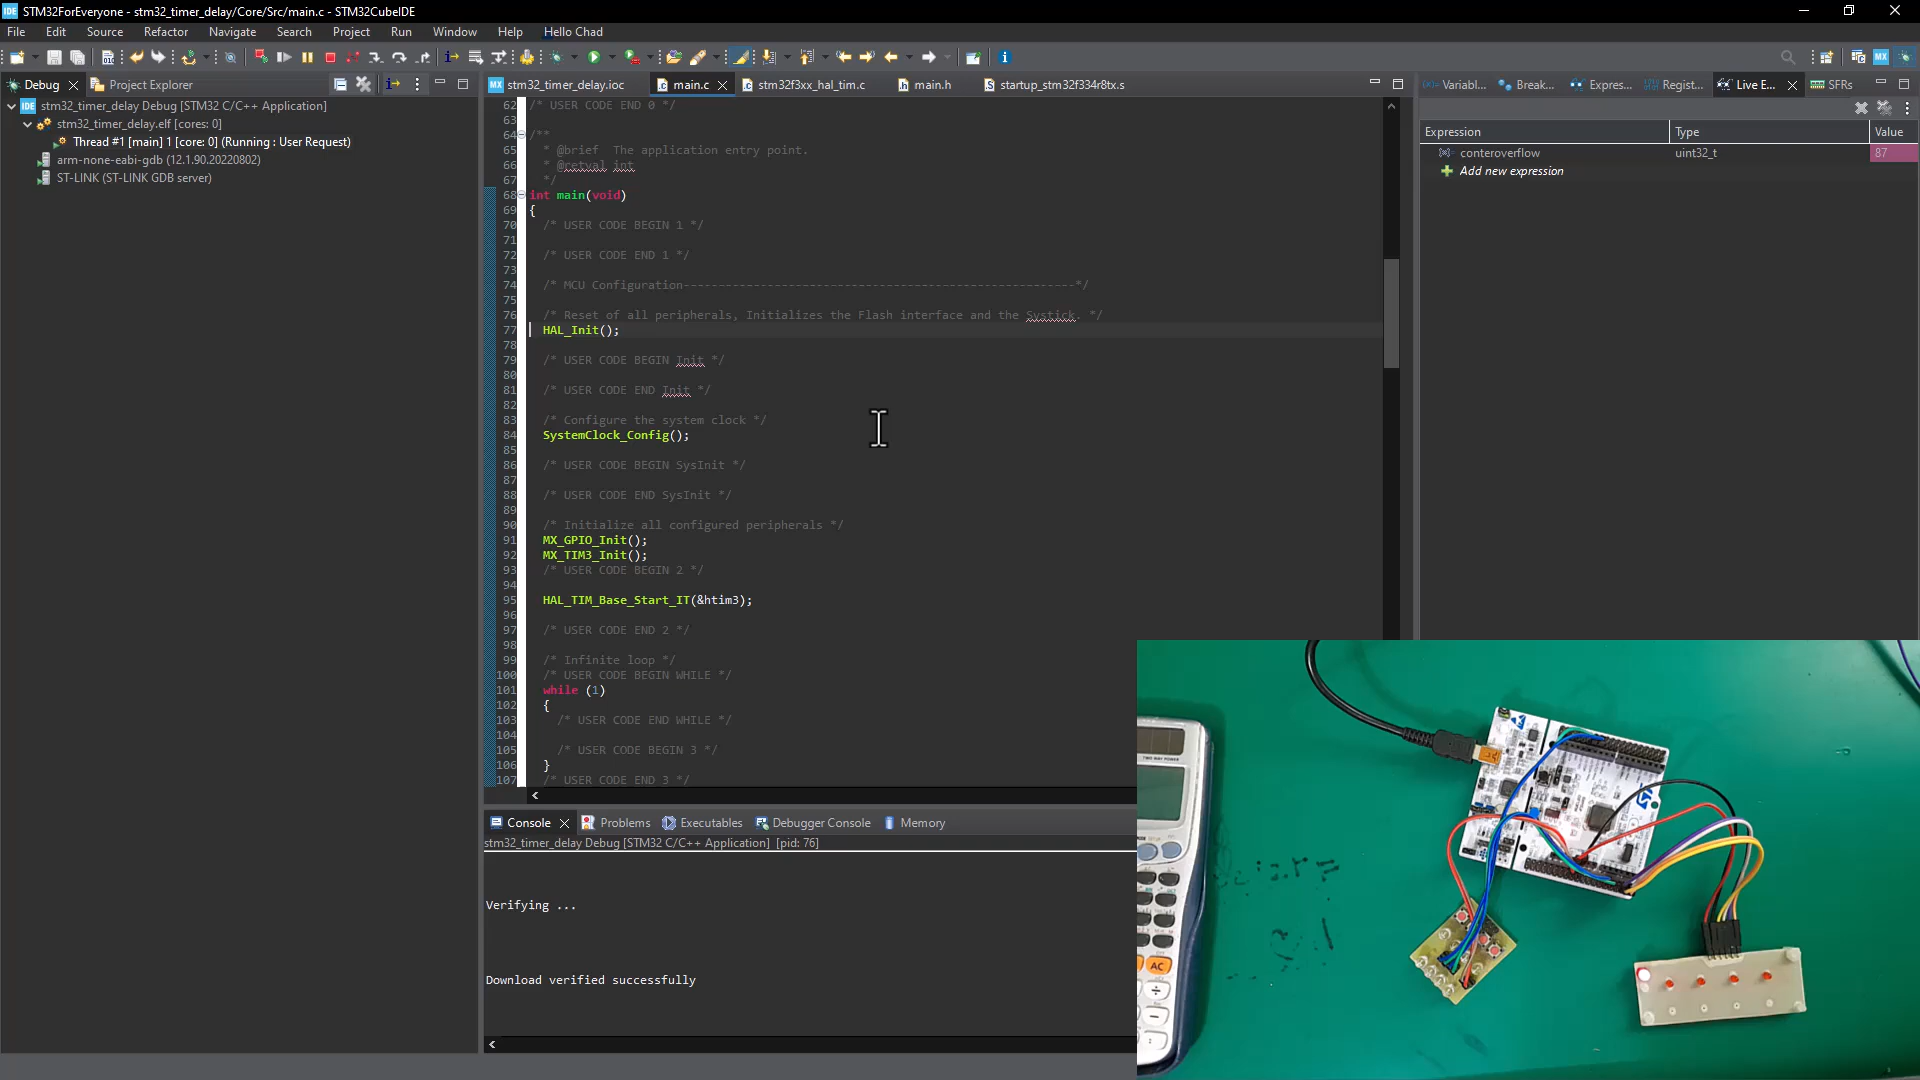 STM32ForEveryone - stm32_timer_delay/Core/Src/main.c - STM32CubeIDE
File Edit Source Refactor Navigate Search Project Run Window Help Hello Chad
Debug Project Explorer
stm32_timer_delay Debug [STM32 C/C++ Application]
stm32_timer_delay.elf [cores: 0]
Thread #1 [main] 1 [core: 0] (Running : User Request)
arm-none-eabi-gdb (12.1.90.20220802)
ST-LINK (ST-LINK GDB server)
stm32_timer_delay.ioc main.c stm32f3xx_hal_tim.c main.h startup_stm32f334r8tx.s
62 /* USER CODE END 0 */
63
64 /**
65 * @brief The application entry point.
66 * @retval int
67 */
68 int main(void)
69 {
70 /* USER CODE BEGIN 1 */
71
72 /* USER CODE END 1 */
73
74 /* MCU Configuration--------------------------------------------------------*/
75
76 /* Reset of all peripherals, Initializes the Flash interface and the Systick. */
77 HAL_Init();
78
79 /* USER CODE BEGIN Init */
80
81 /* USER CODE END Init */
82
83 /* Configure the system clock */
84 SystemClock_Config();
85
86 /* USER CODE BEGIN SysInit */
87
88 /* USER CODE END SysInit */
89
90 /* Initialize all configured peripherals */
91 MX_GPIO_Init();
92 MX_TIM3_Init();
93 /* USER CODE BEGIN 2 */
94
95 HAL_TIM_Base_Start_IT(&htim3);
96
97 /* USER CODE END 2 */
98
99 /* Infinite loop */
100 /* USER CODE BEGIN WHILE */
101 while (1)
102 {
103 /* USER CODE END WHILE */
104
105 /* USER CODE BEGIN 3 */
106 }
107 /* USER CODE END 3 */
Variabl... Break... Expres... Regist... Live E... SFRs
Expression Type Value
conteroverflow uint32_t 87
Add new expression
Console Problems Executables Debugger Console Memory
stm32_timer_delay Debug [STM32 C/C++ Application] [pid: 76]
Verifying ...
Download verified successfully
AC